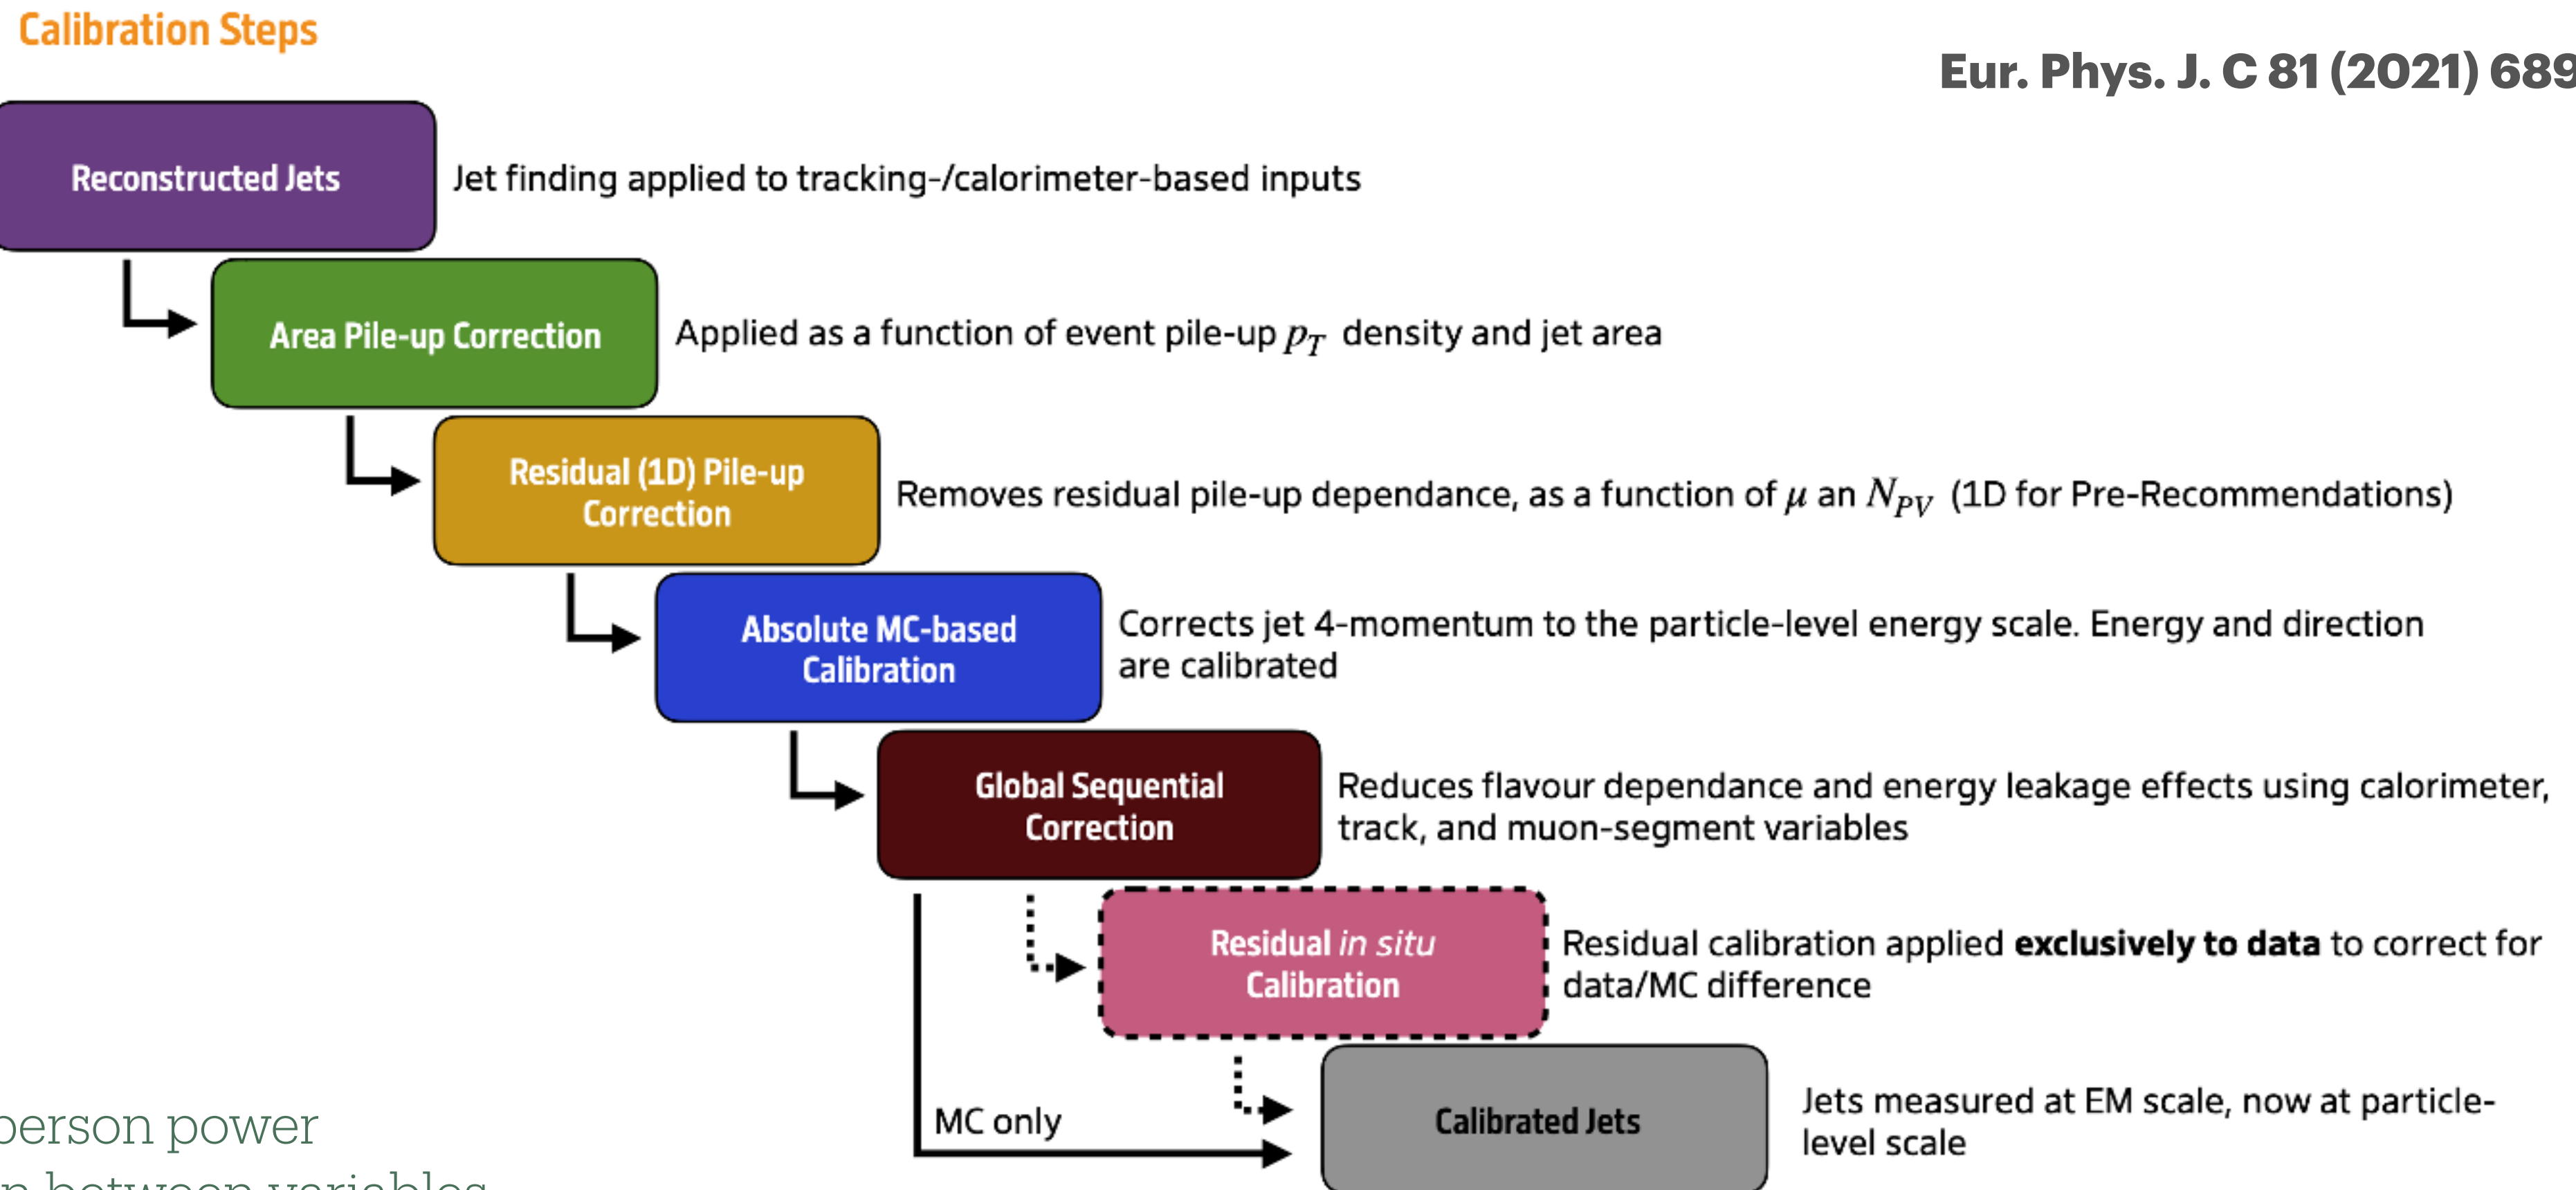 Calibration Steps
Eur. Phys. J. C 81 (2021) 689
Reconstructed Jets
Jet finding applied to tracking-/calorimeter-based inputs
Area Pile-up Correction
Applied as a function of event pile-up p_T density and jet area
Residual (1D) Pile-up
Correction
Removes residual pile-up dependance, as a function of μ an N_PV (1D for Pre-Recommendations)
Absolute MC-based
Calibration
Corrects jet 4-momentum to the particle-level energy scale. Energy and direction
are calibrated
Global Sequential
Correction
Reduces flavour dependance and energy leakage effects using calorimeter,
track, and muon-segment variables
Residual in situ
Calibration
Residual calibration applied exclusively to data to correct for
data/MC difference
MC only
Calibrated Jets
Jets measured at EM scale, now at particle-
level scale
person power
between variables